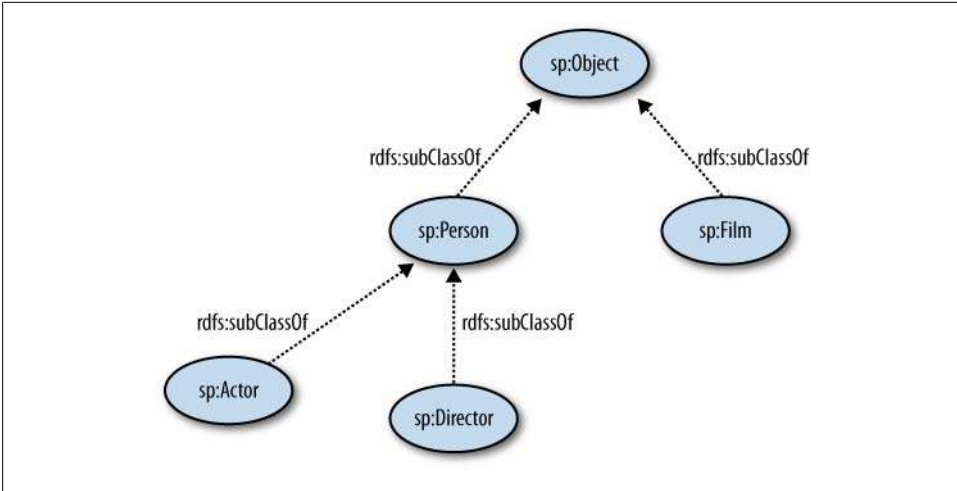 sp:Object
rdfs:subClassOf
rdfs:subClassOf
sp:Person
sp:Film
rdfs:subClassOf
rdfs:subClassOf
sp:Actor
sp:Director